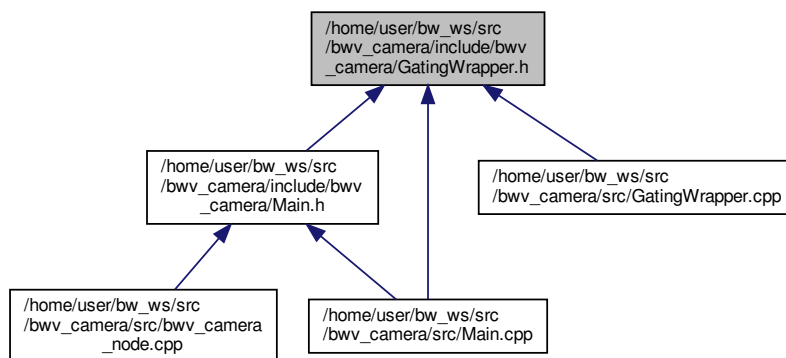 /home/user/bw_ws/src
/bwv_camera/include/bwv
_camera/GatingWrapper.h
/home/user/bw_ws/src
/bwv_camera/include/bwv
_camera/Main.h
/home/user/bw_ws/src
/bwv_camera/src/GatingWrapper.cpp
/home/user/bw_ws/src
/bwv_camera/src/bwv_camera
_node.cpp
/home/user/bw_ws/src
/bwv_camera/src/Main.cpp